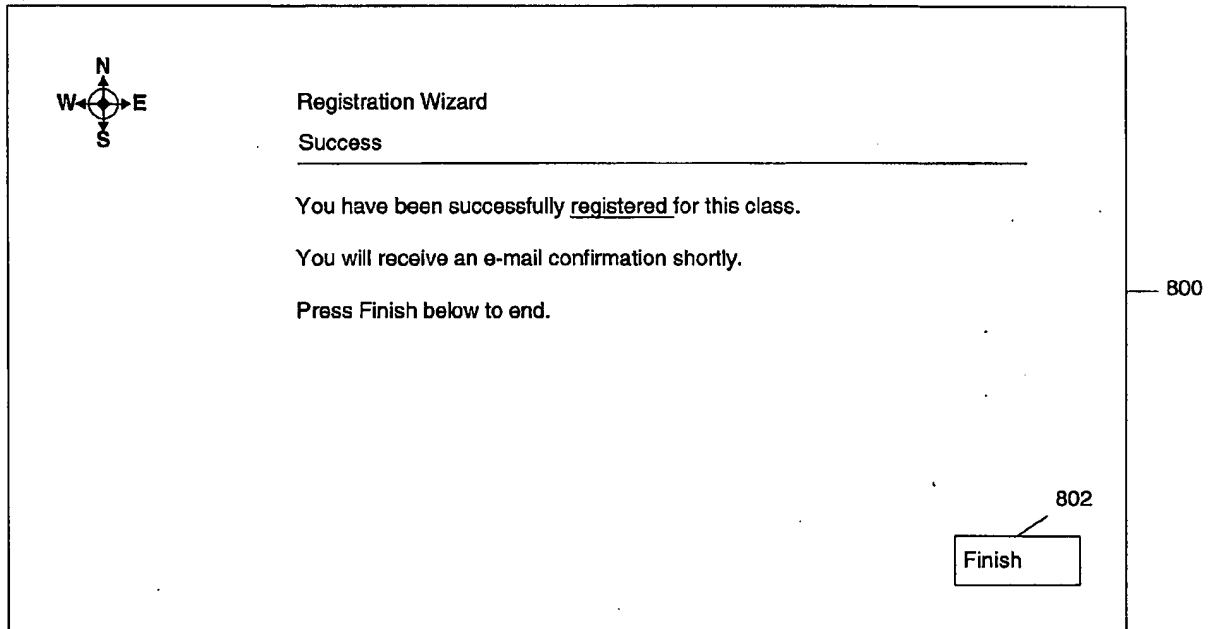 N
W E
S
Registration Wizard
Success
You have been successfully registered for this class.
You will receive an e-mail confirmation shortly.
Press Finish below to end.
800
802
Finish